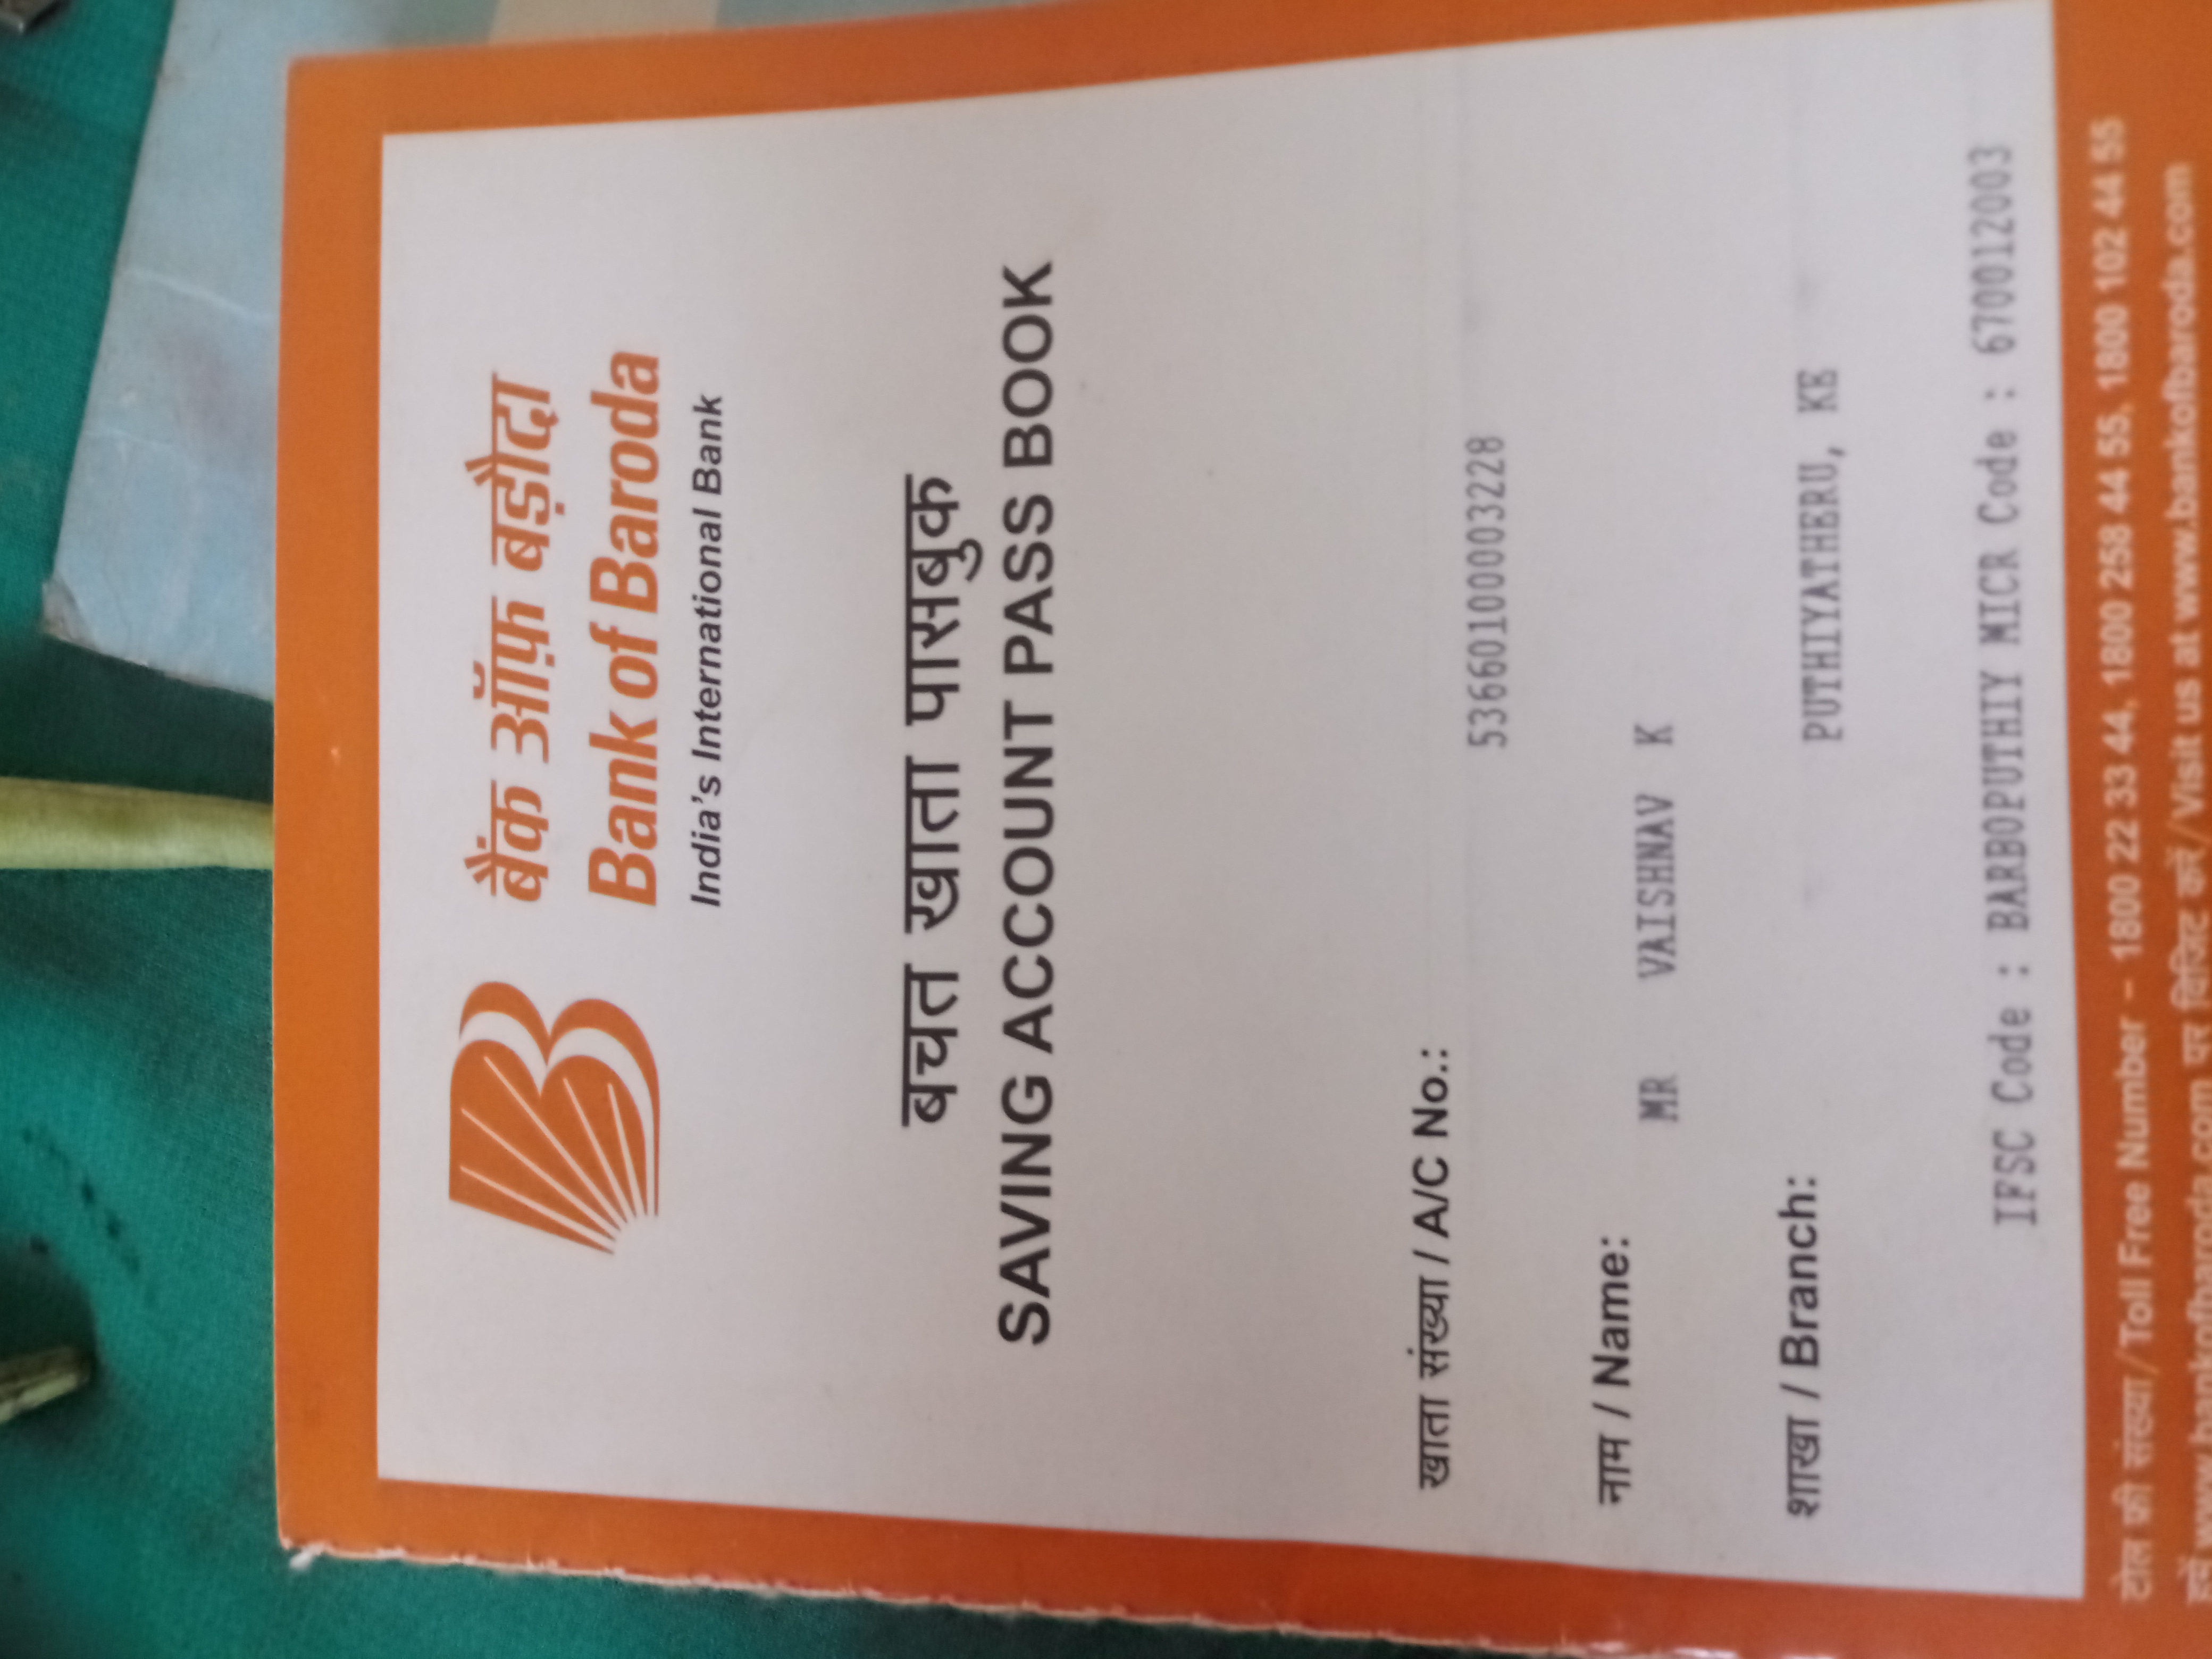 बैंक ऑफ़ बड़ौदा
Bank of Baroda
India's International Bank
बचत खाता पासबुक
SAVING ACCOUNT PASS BOOK
खाता संख्या / A/C No.:
53660100003228
नाम / Name:
MR VAISHNAV K
शाखा / Branch:
PUTHIYATHERU, KE
IFSC Code : BARB0PUTHIY MICR Code : 670012003
टोल फ्री संख्या/Toll Free Number - 1800 22 33 44, 1800 258 44 55, 1800 102 44 55
हमें www.bankofbaroda.com पर विजिट करें/Visit us at www.bankofbaroda.com